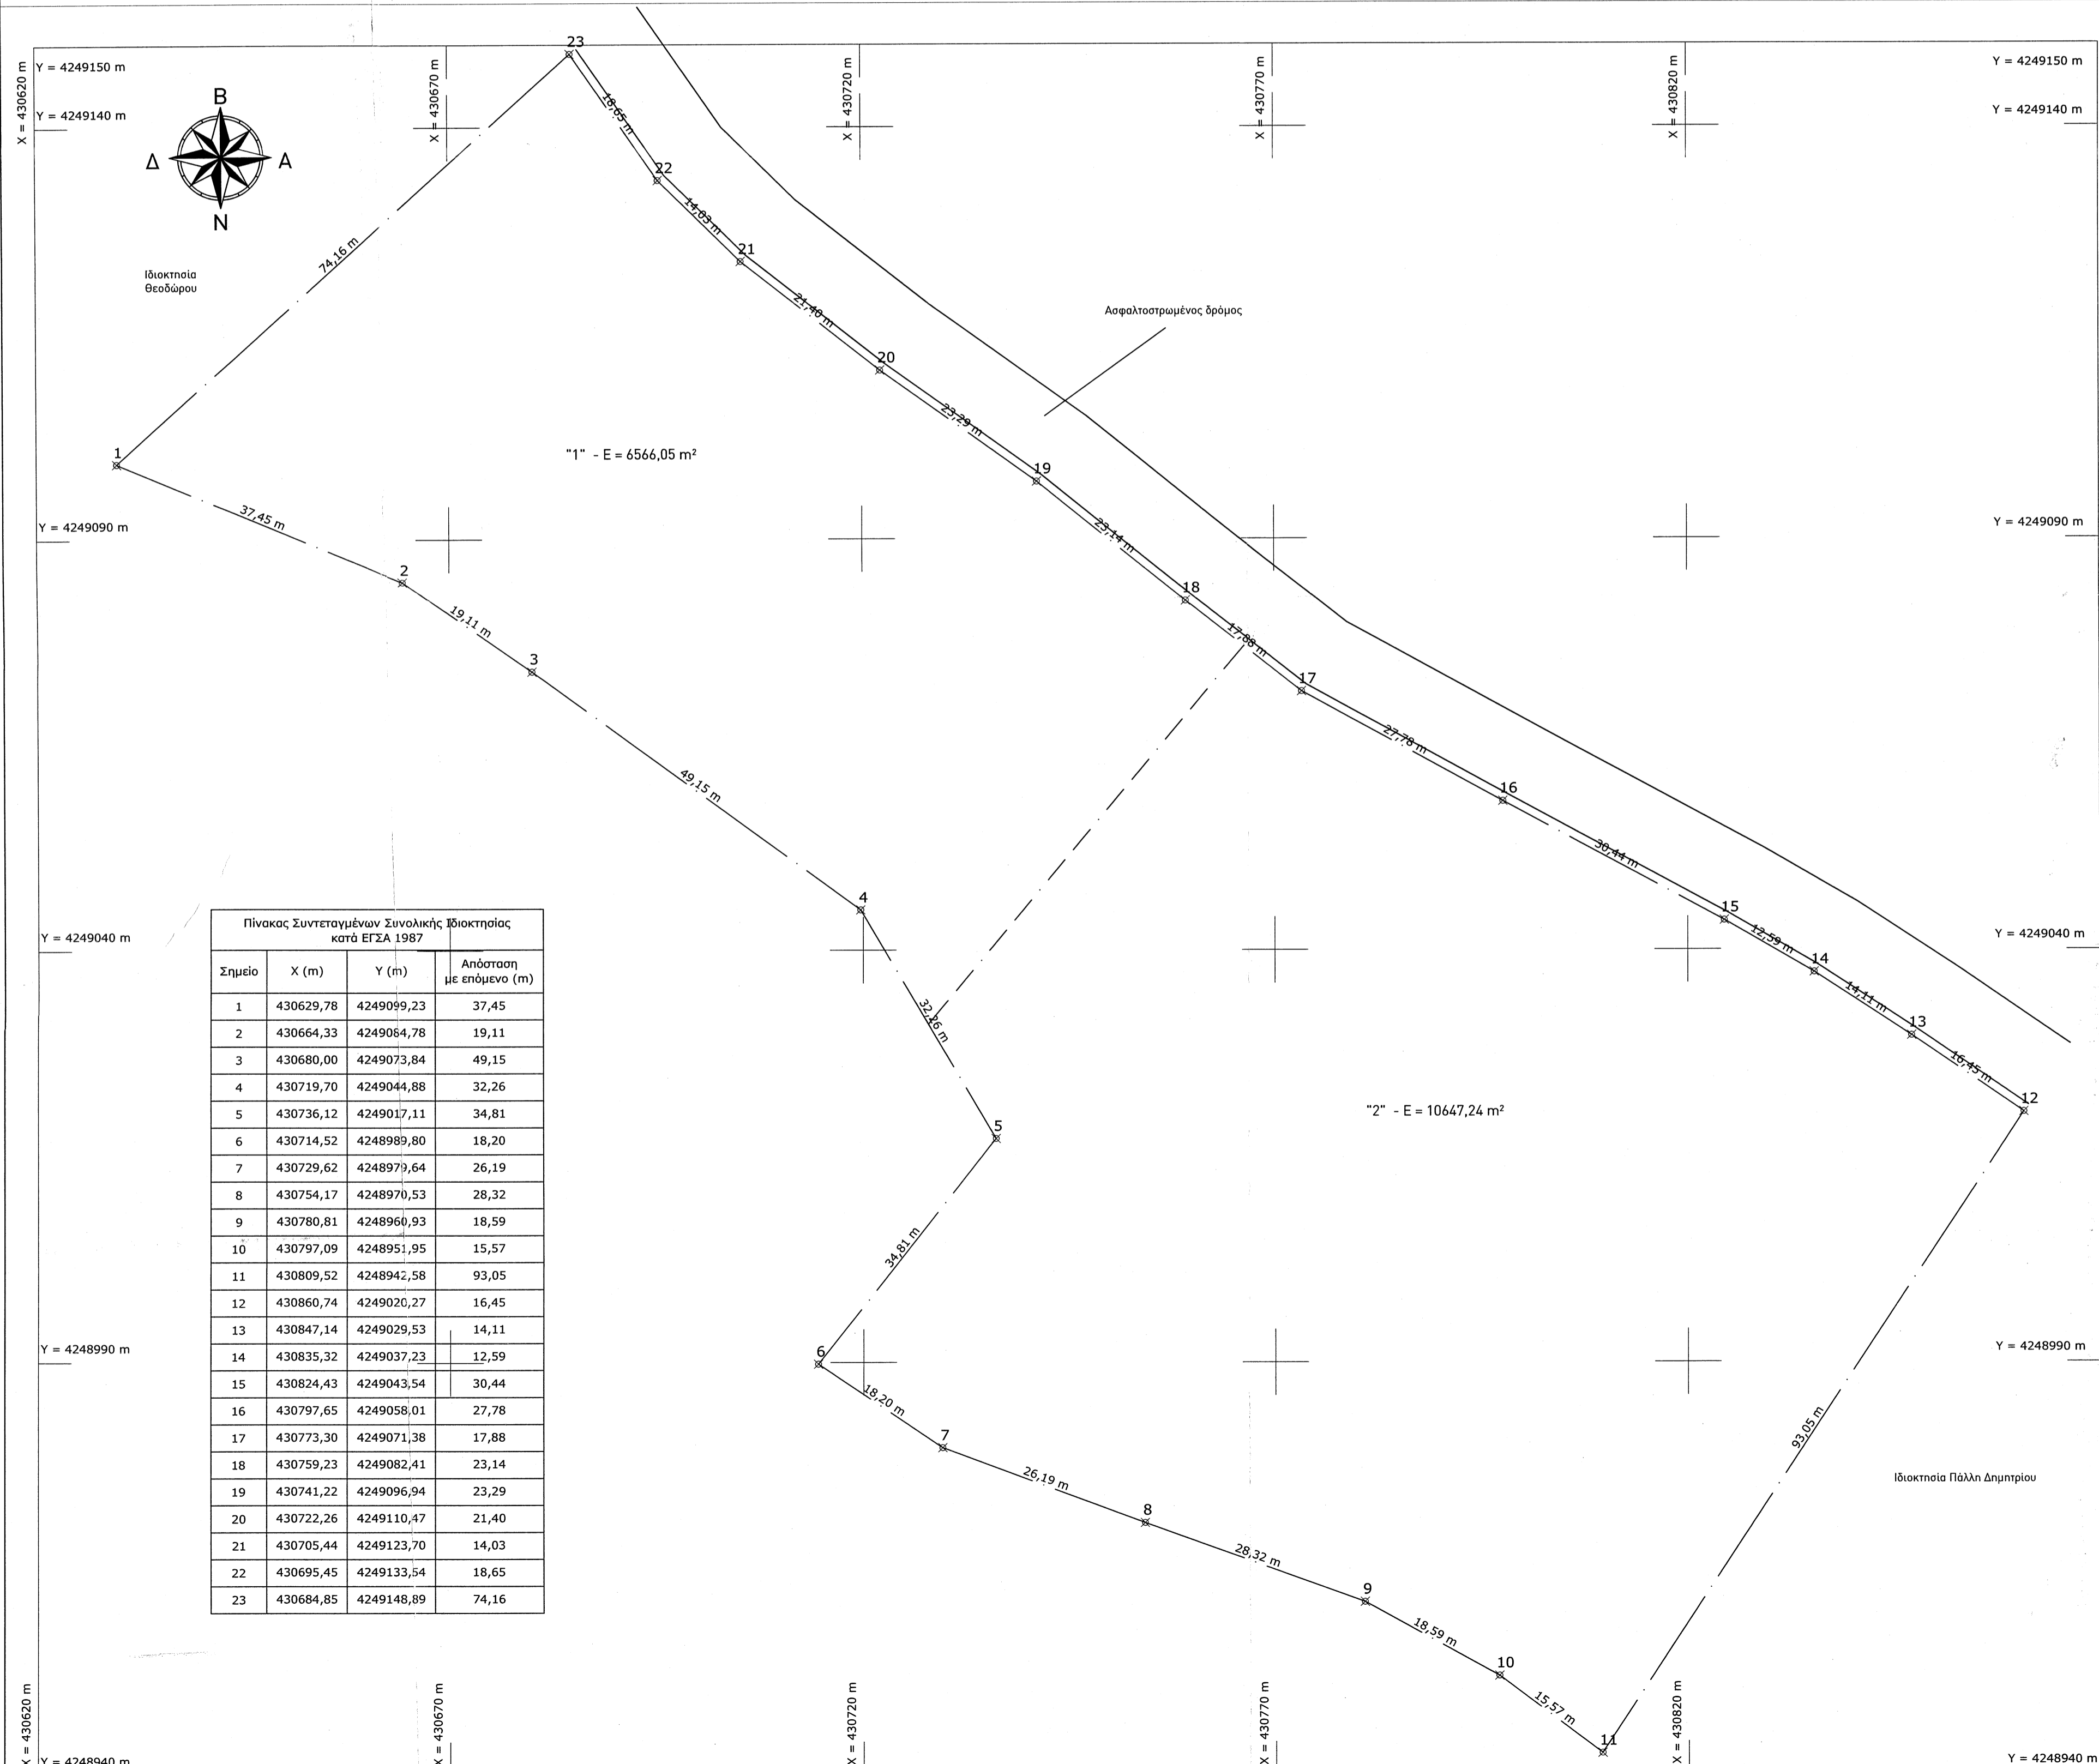 X = 430620 m
Y = 4249150 m
Y = 4249140 m
B
Δ
A
N
Ιδιοκτησία
Θεοδώρου
X = 430670 m
X = 430720 m
X = 430770 m
X = 430820 m
Y = 4249150 m
Y = 4249140 m
23
18,65 m
22
14,03 m
21
21,40 m
20
23,29 m
19
23,14 m
18
17,88 m
17
27,78 m
16
30,44 m
15
12,59 m
14
14,11 m
13
16,45 m
12
74,16 m
Ασφαλτοστρωμένος δρόμος
1
"1" - E = 6566,05 m²
37,45 m
2
19,11 m
3
49,15 m
4
32,26 m
5
34,81 m
6
18,20 m
7
26,19 m
8
28,32 m
9
18,59 m
10
15,57 m
11
93,05 m
"2" - E = 10647,24 m²
Ιδιοκτησία Πάλλη Δημητρίου
Y = 4249090 m
Y = 4249090 m
Y = 4249040 m
Y = 4249040 m
Y = 4248990 m
Y = 4248990 m
Πίνακας Συντεταγμένων Συνολικής Ιδιοκτησίας
κατά ΕΓΣΑ 1987
Σημείο X (m) Y (m) Απόσταση
με επόμενο (m)
1 430629,78 4249099,23 37,45
2 430664,33 4249084,78 19,11
3 430680,00 4249073,84 49,15
4 430719,70 4249044,88 32,26
5 430736,12 4249017,11 34,81
6 430714,52 4248989,80 18,20
7 430729,62 4248979,64 26,19
8 430754,17 4248970,53 28,32
9 430780,81 4248960,93 18,59
10 430797,09 4248951,95 15,57
11 430809,52 4248942,58 93,05
12 430860,74 4249020,27 16,45
13 430847,14 4249029,53 14,11
14 430835,32 4249037,23 12,59
15 430824,43 4249043,54 30,44
16 430797,65 4249058,01 27,78
17 430773,30 4249071,38 17,88
18 430759,23 4249082,41 23,14
19 430741,22 4249096,94 23,29
20 430722,26 4249110,47 21,40
21 430705,44 4249123,70 14,03
22 430695,45 4249133,54 18,65
23 430684,85 4249148,89 74,16
X = 430620 m
X = 430670 m
X = 430720 m
X = 430770 m
X = 430820 m
Y = 4248940 m
Y = 4248940 m